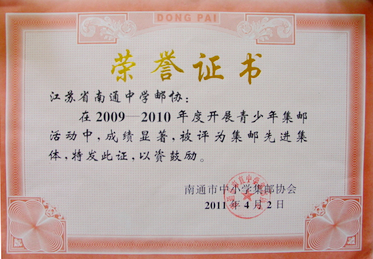 DONG PAI
荣誉证书
江苏省南通中学邮协：
在2009—2010年度开展青少年集邮
活动中，成绩显著，被评为集邮先进集
体，特发此证，以资鼓励。
南通市中小学集邮协会
2011年4月2日